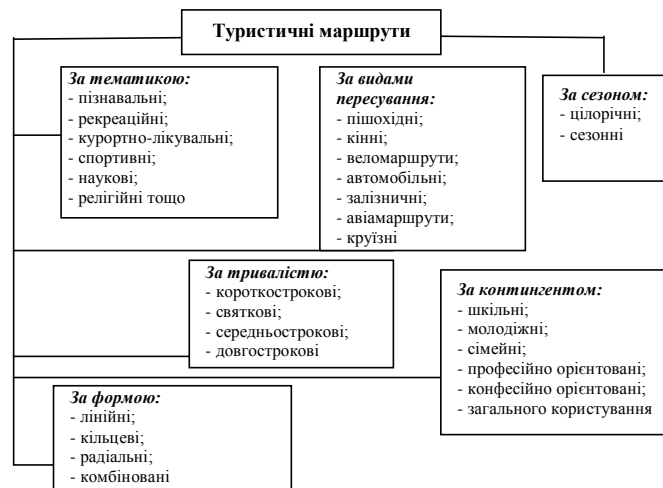 Туристичні маршрути
За тематикою:
- пізнавальні;
- рекреаційні;
- курортно-лікувальні;
- спортивні;
- наукові;
- релігійні тощо
За видами
пересування:
- пішохідні;
- кінні;
- веломаршрути;
- автомобільні;
- залізничні;
- авіамаршрути;
- круїзні
За сезоном:
- цілорічні;
- сезонні
За тривалістю:
- короткострокові;
- святкові;
- середньострокові;
- довгострокові
За контингентом:
- шкільні;
- молодіжні;
- сімейні;
- професійно орієнтовані;
- конфесійно орієнтовані;
- загального користування
За формою:
- лінійні;
- кільцеві;
- радіальні;
- комбіновані